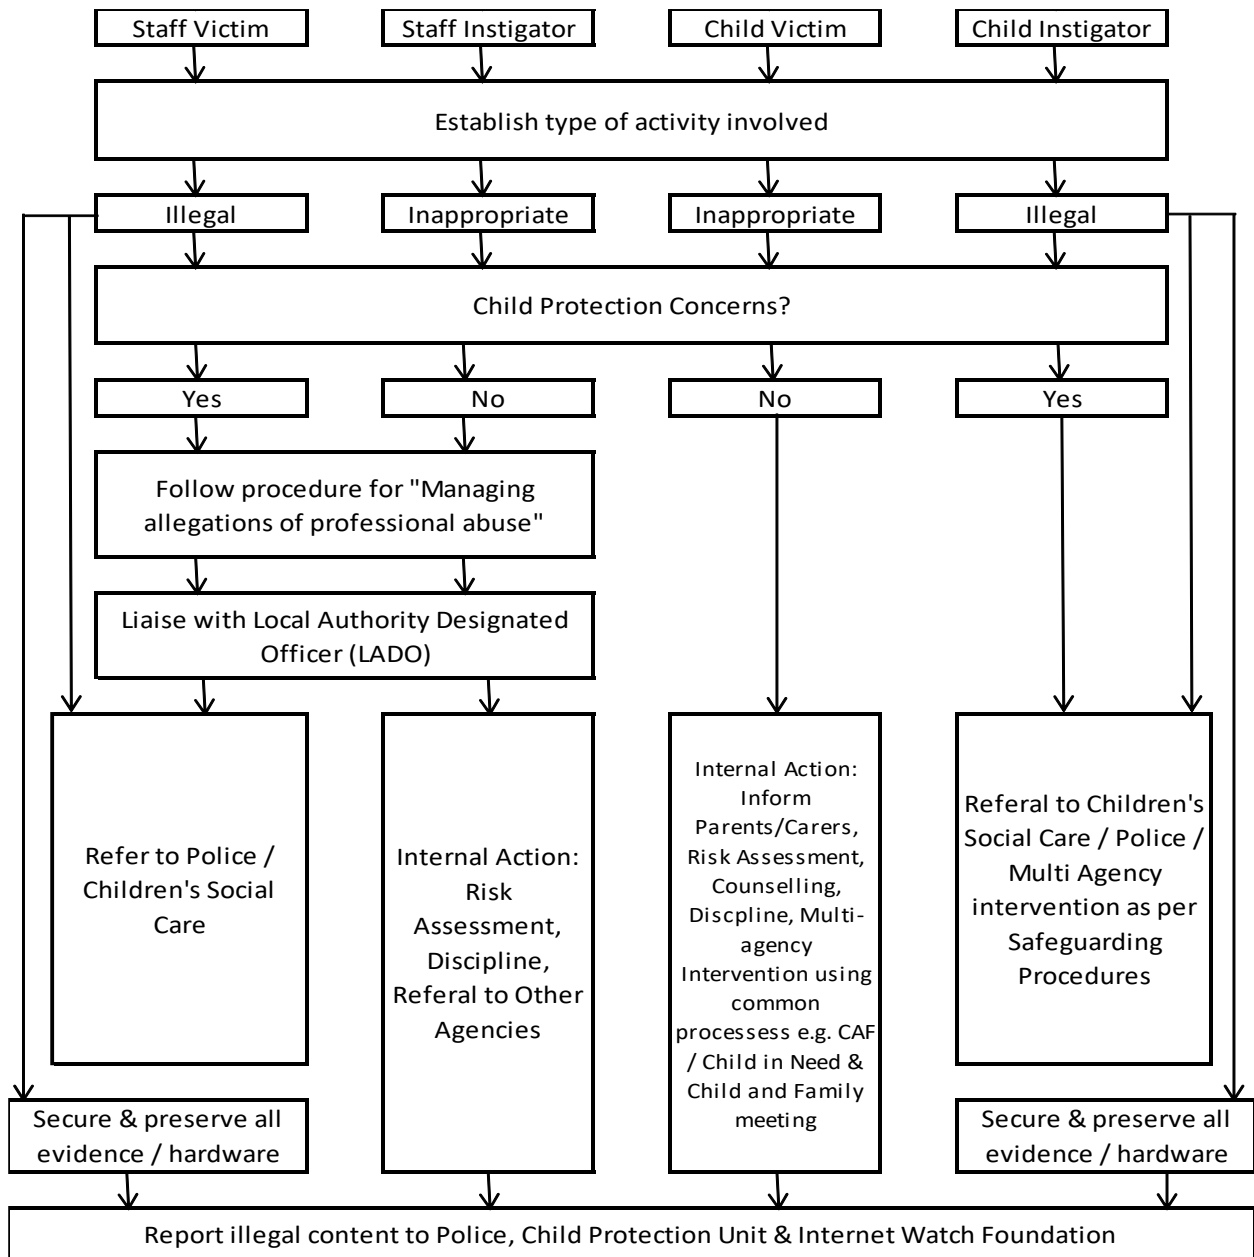 Staff Victim
Staff Instigator
Child Victim
Child Instigator
Establish type of activity involved
Illegal
Inappropriate
Inappropriate
Illegal
Child Protection Concerns?
Yes
No
No
Yes
Follow procedure for "Managing
allegations of professional abuse"
Liaise with Local Authority Designated
Officer (LADO)
Refer to Police /
Children's Social
Care
Internal Action:
Risk
Assessment,
Discipline,
Referal to Other
Agencies
Internal Action:
Inform
Parents/Carers,
Risk Assessment,
Counselling,
Discpline, Multi-
agency
Intervention using
common
processess e.g. CAF
/ Child in Need &
Child and Family
meeting
Referal to Children's
Social Care / Police /
Multi Agency
intervention as per
Safeguarding
Procedures
Secure & preserve all
evidence / hardware
Secure & preserve all
evidence / hardware
Report illegal content to Police, Child Protection Unit & Internet Watch Foundation